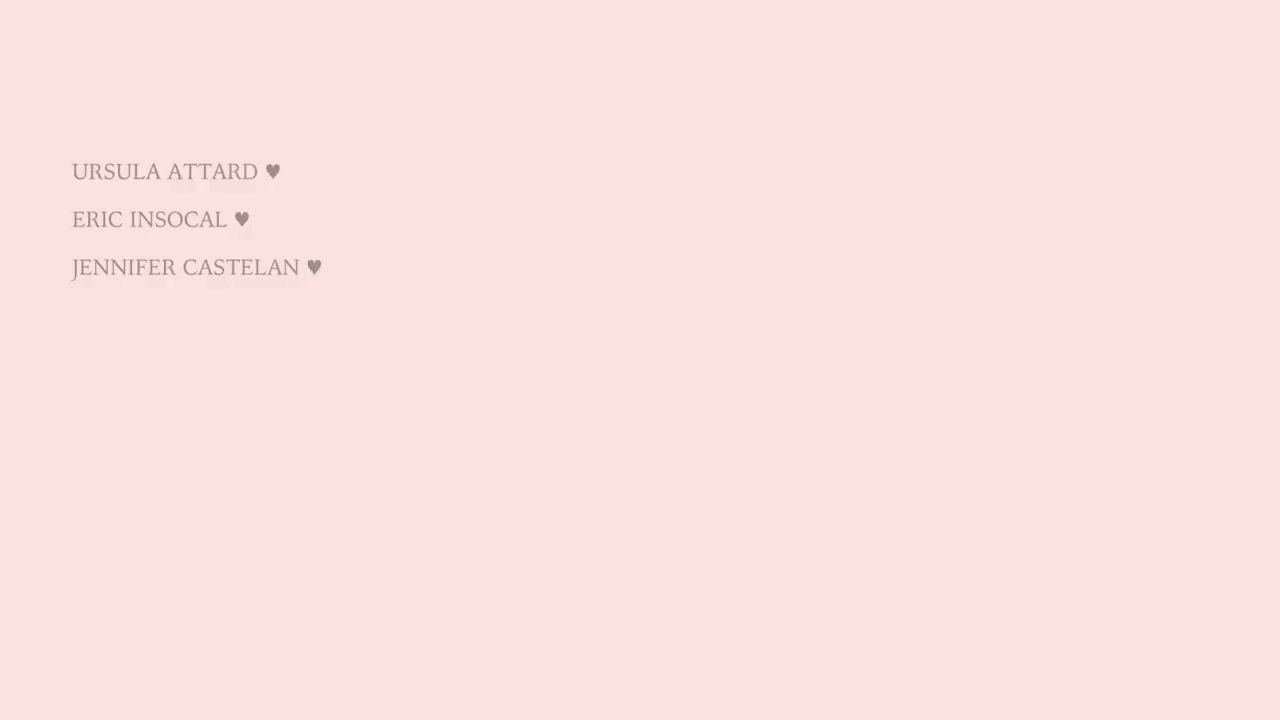 URSULA ATTARD ♥
ERIC INSOCAL ♥
JENNIFER CASTELAN ♥